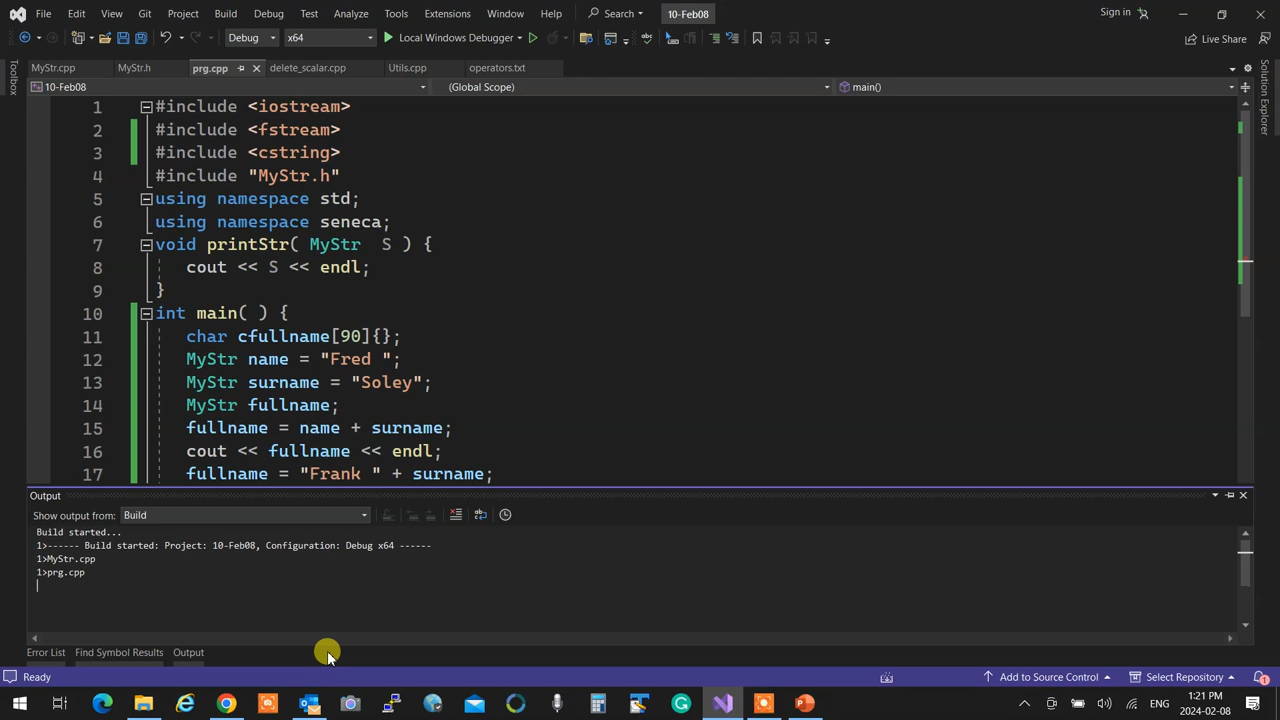 File Edit View Git Project Build Debug Test Analyze Tools Extensions Window Help Search 10-Feb08 Sign in
Debug x64 Local Windows Debugger Live Share
MyStr.cpp MyStr.h prg.cpp delete_scalar.cpp Utils.cpp operators.txt
10-Feb08 (Global Scope) main()
Toolbox
Solution Explorer
1 #include <iostream>
2 #include <fstream>
3 #include <cstring>
4 #include "MyStr.h"
5 using namespace std;
6 using namespace seneca;
7 void printStr( MyStr S ) {
8 cout << S << endl;
9 }
10 int main( ) {
11 char cfullname[90]{};
12 MyStr name = "Fred ";
13 MyStr surname = "Soley";
14 MyStr fullname;
15 fullname = name + surname;
16 cout << fullname << endl;
17 fullname = "Frank " + surname;
Output
Show output from: Build
Build started...
1>------ Build started: Project: 10-Feb08, Configuration: Debug x64 ------
1>MyStr.cpp
1>prg.cpp
Error List Find Symbol Results Output
Ready Add to Source Control Select Repository 1
ENG 1:21 PM
2024-02-08